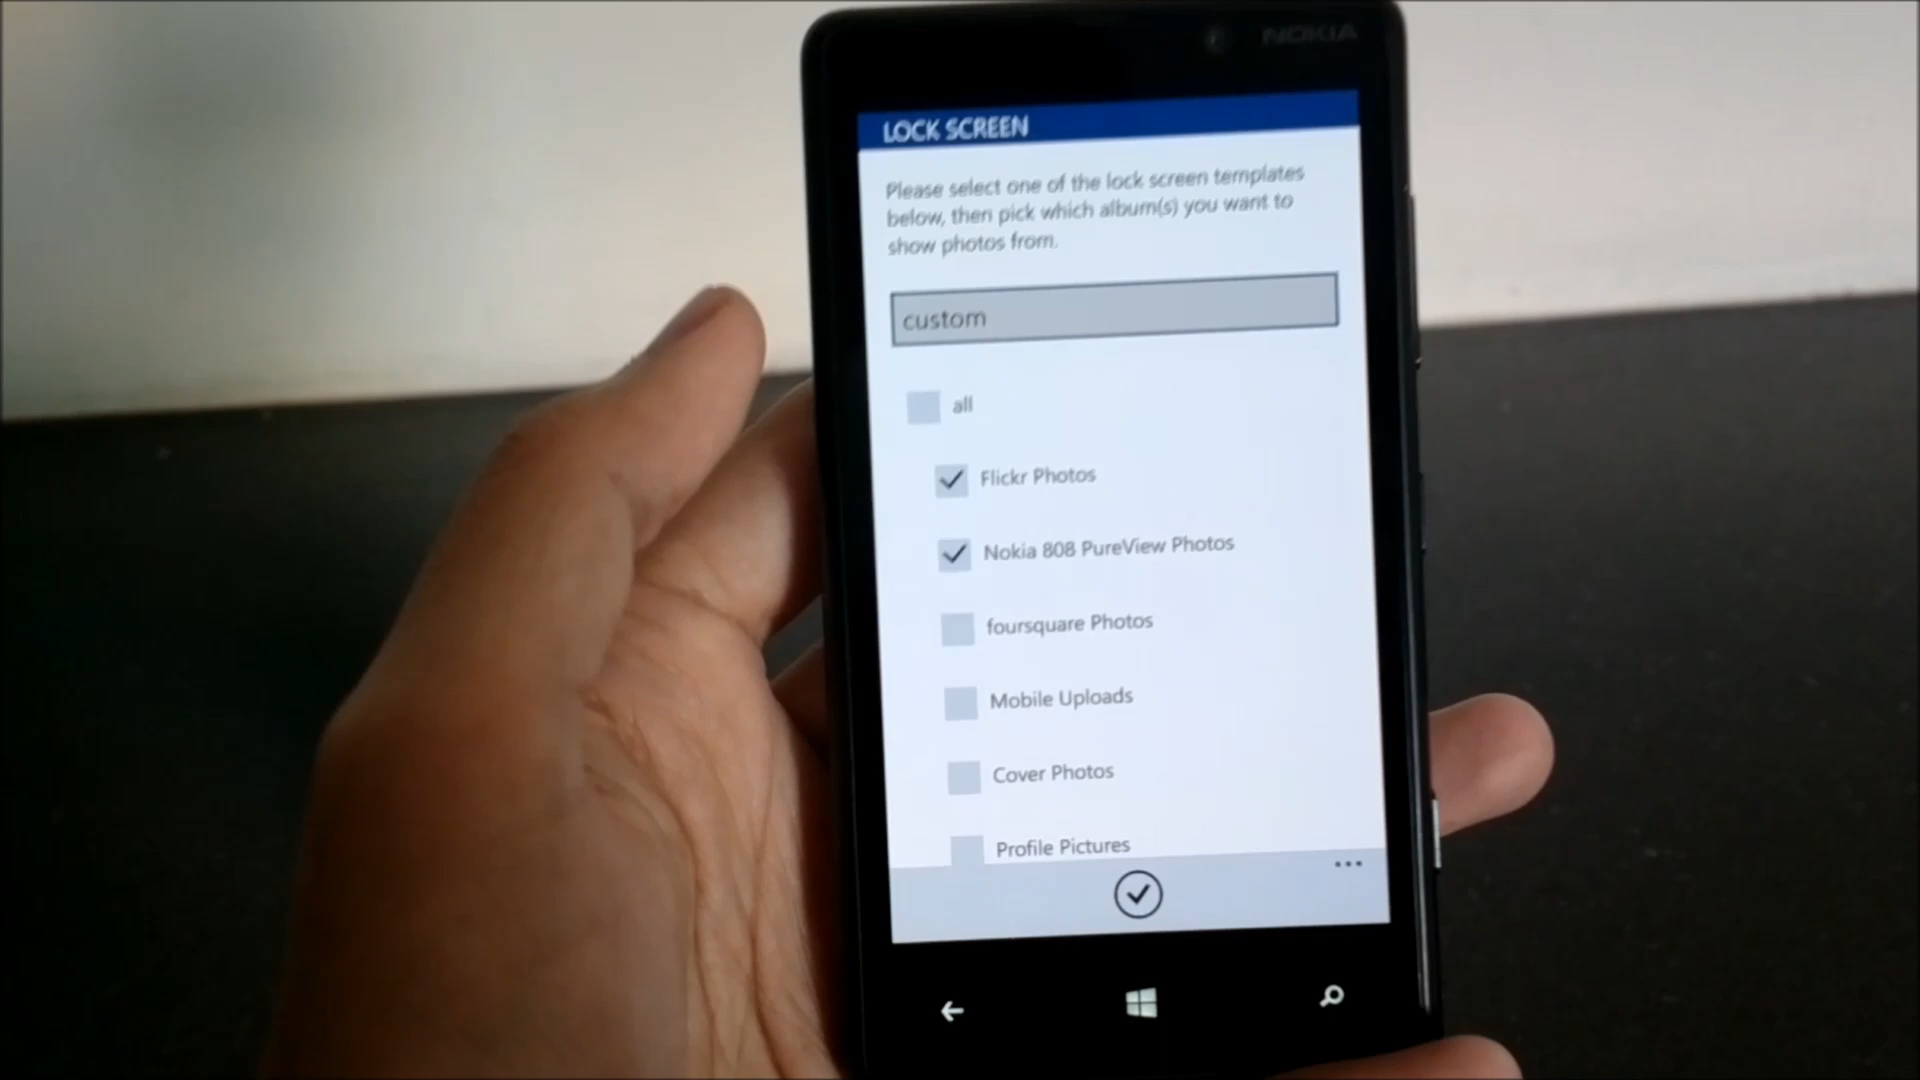 NOKIA
LOCK SCREEN
Please select one of the lock screen templates
below, then pick which album(s) you want to
show photos from.
custom
all
Flickr Photos
Nokia 808 PureView Photos
foursquare Photos
Mobile Uploads
Cover Photos
Profile Pictures